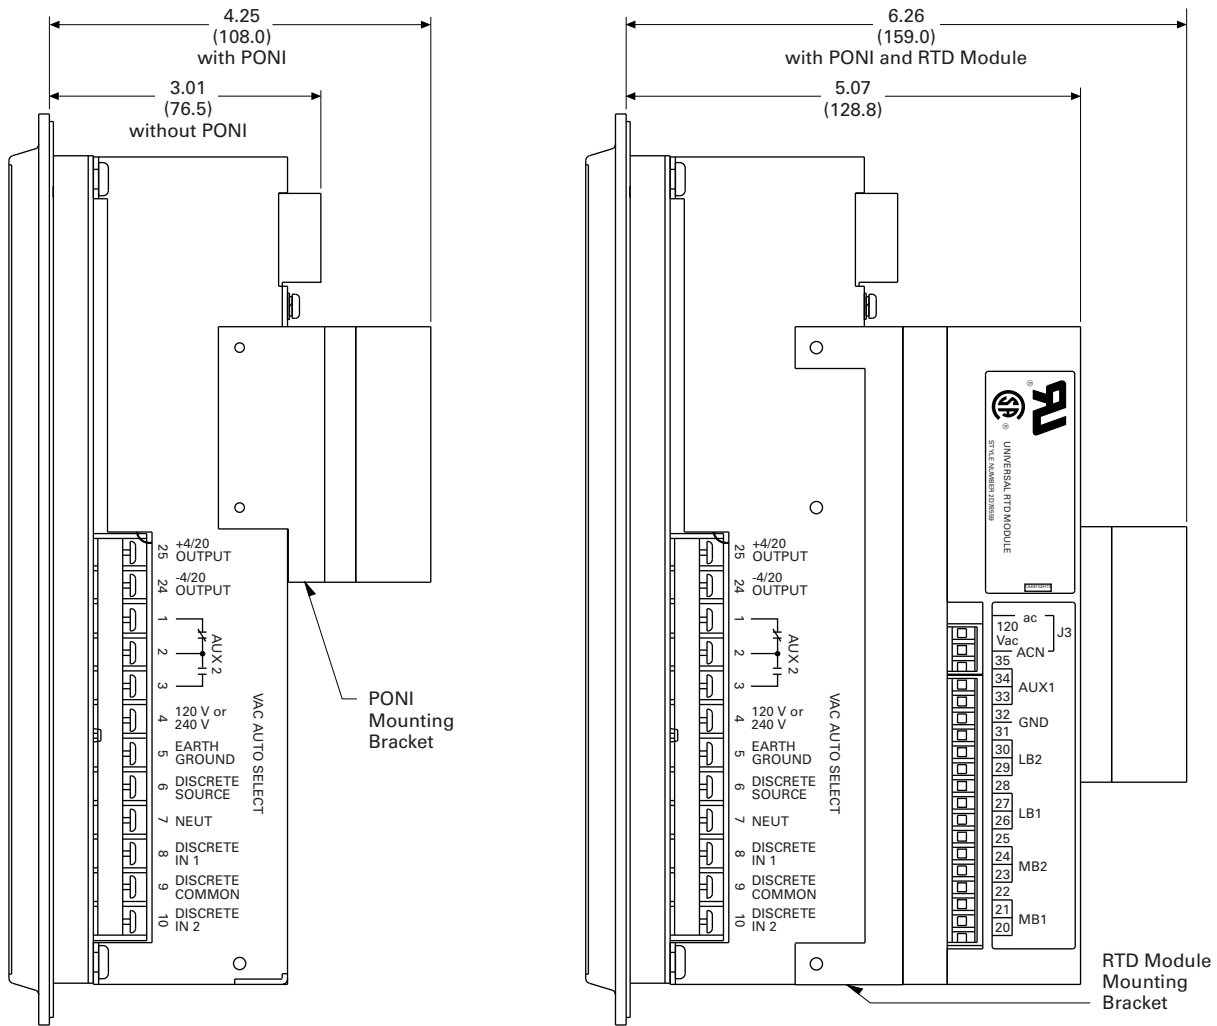 4.25
(108.0)
with PONI
3.01
(76.5)
without PONI
25 +4/20
OUTPUT
24 -4/20
OUTPUT
1
2
3
AUX 2
4 120 V or
240 V
5 EARTH
GROUND
6 DISCRETE
SOURCE
7 NEUT
8 DISCRETE
IN 1
9 DISCRETE
COMMON
10 DISCRETE
IN 2
VAC AUTO SELECT
PONI
Mounting
Bracket
6.26
(159.0)
with PONI and RTD Module
5.07
(128.8)
25 +4/20
OUTPUT
24 -4/20
OUTPUT
1
2
3
AUX 2
4 120 V or
240 V
5 EARTH
GROUND
6 DISCRETE
SOURCE
7 NEUT
8 DISCRETE
IN 1
9 DISCRETE
COMMON
10 DISCRETE
IN 2
VAC AUTO SELECT
®
SA ®
UNIVERSAL RTD MODULE
STYLE NUMBER 2D78559
ac
120
Vac
J3
ACN
35
34
AUX1
33
32
GND
31
30
LB2
29
28
27
LB1
26
25
24
MB2
23
22
21
MB1
20
RTD Module
Mounting
Bracket